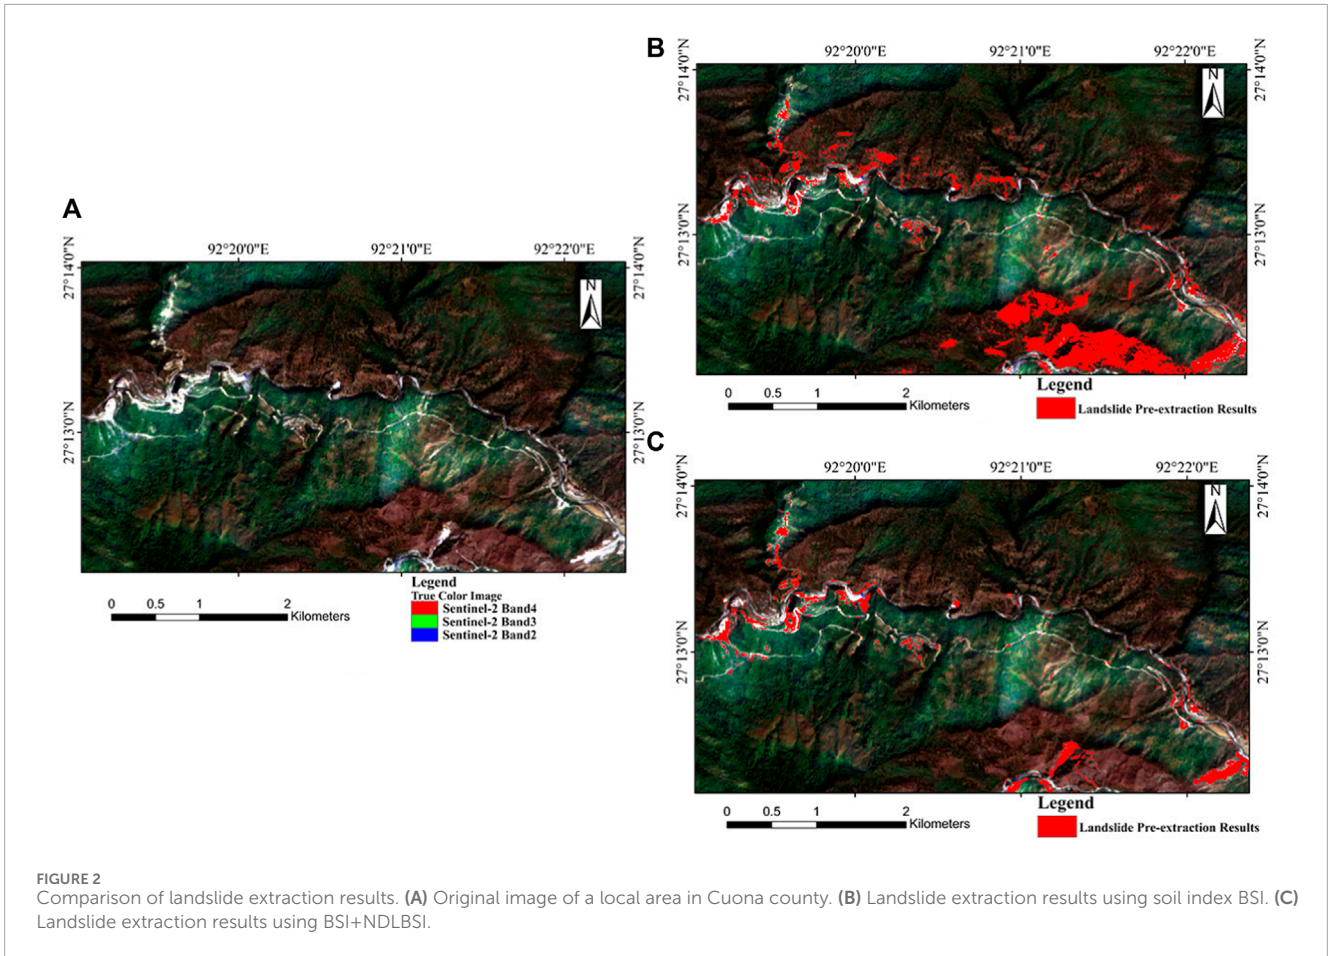 B
92°20'0"E
92°21'0"E
92°22'0"E
27°14'0"N
27°14'0"N
N
27°13'0"N
27°13'0"N
0 0.5 1 2
Kilometers
Legend
Landslide Pre-extraction Results
A
92°20'0"E
92°21'0"E
92°22'0"E
27°14'0"N
27°14'0"N
N
27°13'0"N
27°13'0"N
0 0.5 1 2
Kilometers
Legend
True Color Image
Sentinel-2 Band4
Sentinel-2 Band3
Sentinel-2 Band2
C
92°20'0"E
92°21'0"E
92°22'0"E
27°14'0"N
27°14'0"N
N
27°13'0"N
27°13'0"N
0 0.5 1 2
Kilometers
Legend
Landslide Pre-extraction Results
FIGURE 2
Comparison of landslide extraction results. (A) Original image of a local area in Cuona county. (B) Landslide extraction results using soil index BSI. (C)
Landslide extraction results using BSI+NDLBSI.